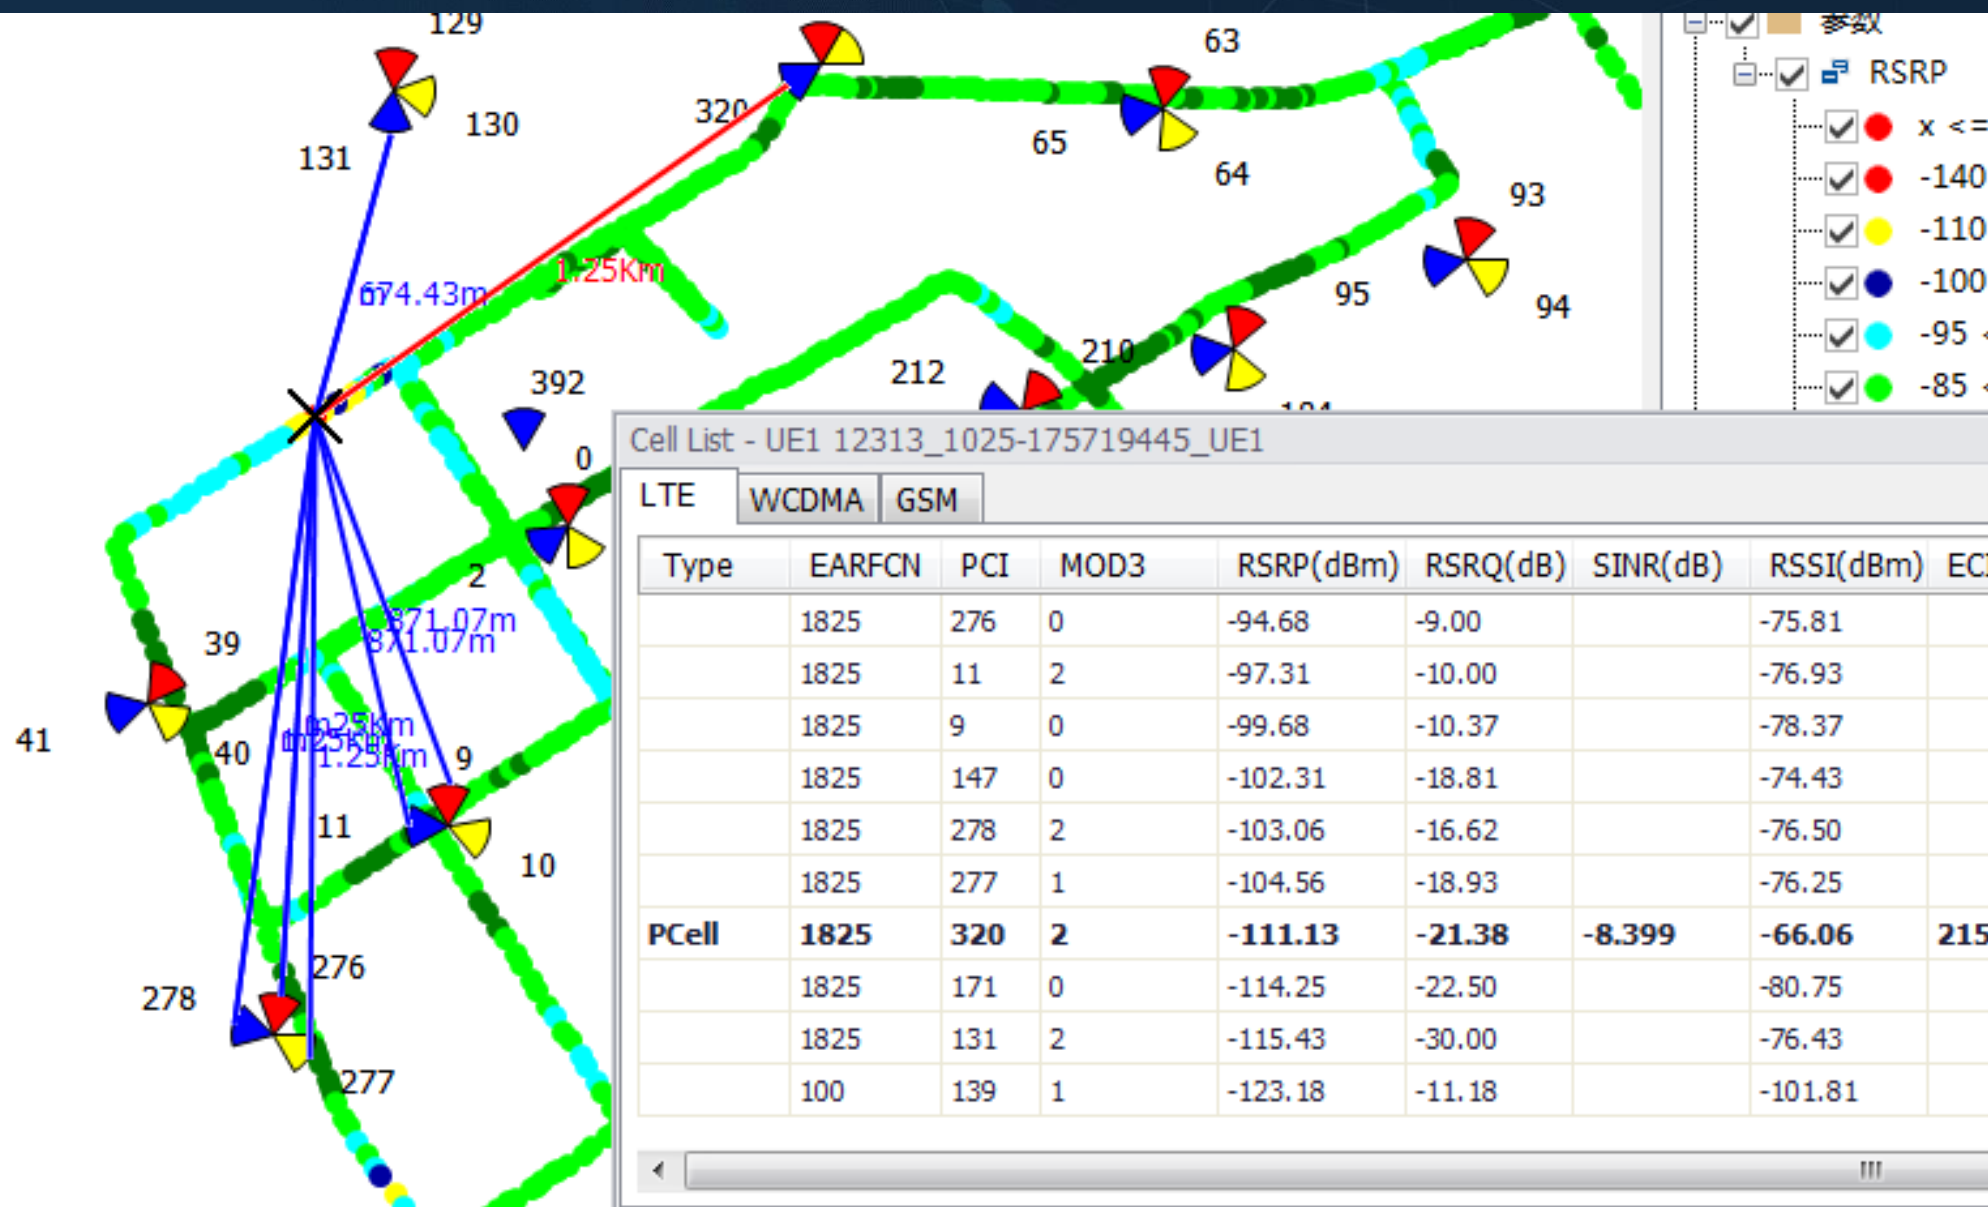 129
63
参数
RSRP
320
130
65
x <=
131
64
-140
93
-110
674.43m
1.25Km
95
94
-100
-95 <
210
212
392
-85 <
0
Cell List - UE1 12313_1025-175719445_UE1
LTE WCDMA GSM
Type EARFCN PCI MOD3 RSRP(dBm) RSRQ(dB) SINR(dB) RSSI(dBm) ECI
1825 276 0 -94.68 -9.00 -75.81
1825 11 2 -97.31 -10.00 -76.93
1825 9 0 -99.68 -10.37 -78.37
1825 147 0 -102.31 -18.81 -74.43
1825 278 2 -103.06 -16.62 -76.50
1825 277 1 -104.56 -18.93 -76.25
PCell 1825 320 2 -111.13 -21.38 -8.399 -66.06 215
1825 171 0 -114.25 -22.50 -80.75
1825 131 2 -115.43 -30.00 -76.43
100 139 1 -123.18 -11.18 -101.81
2
871.07m
871.07m
39
41
40
1.25Km
9
11
10
276
278
277